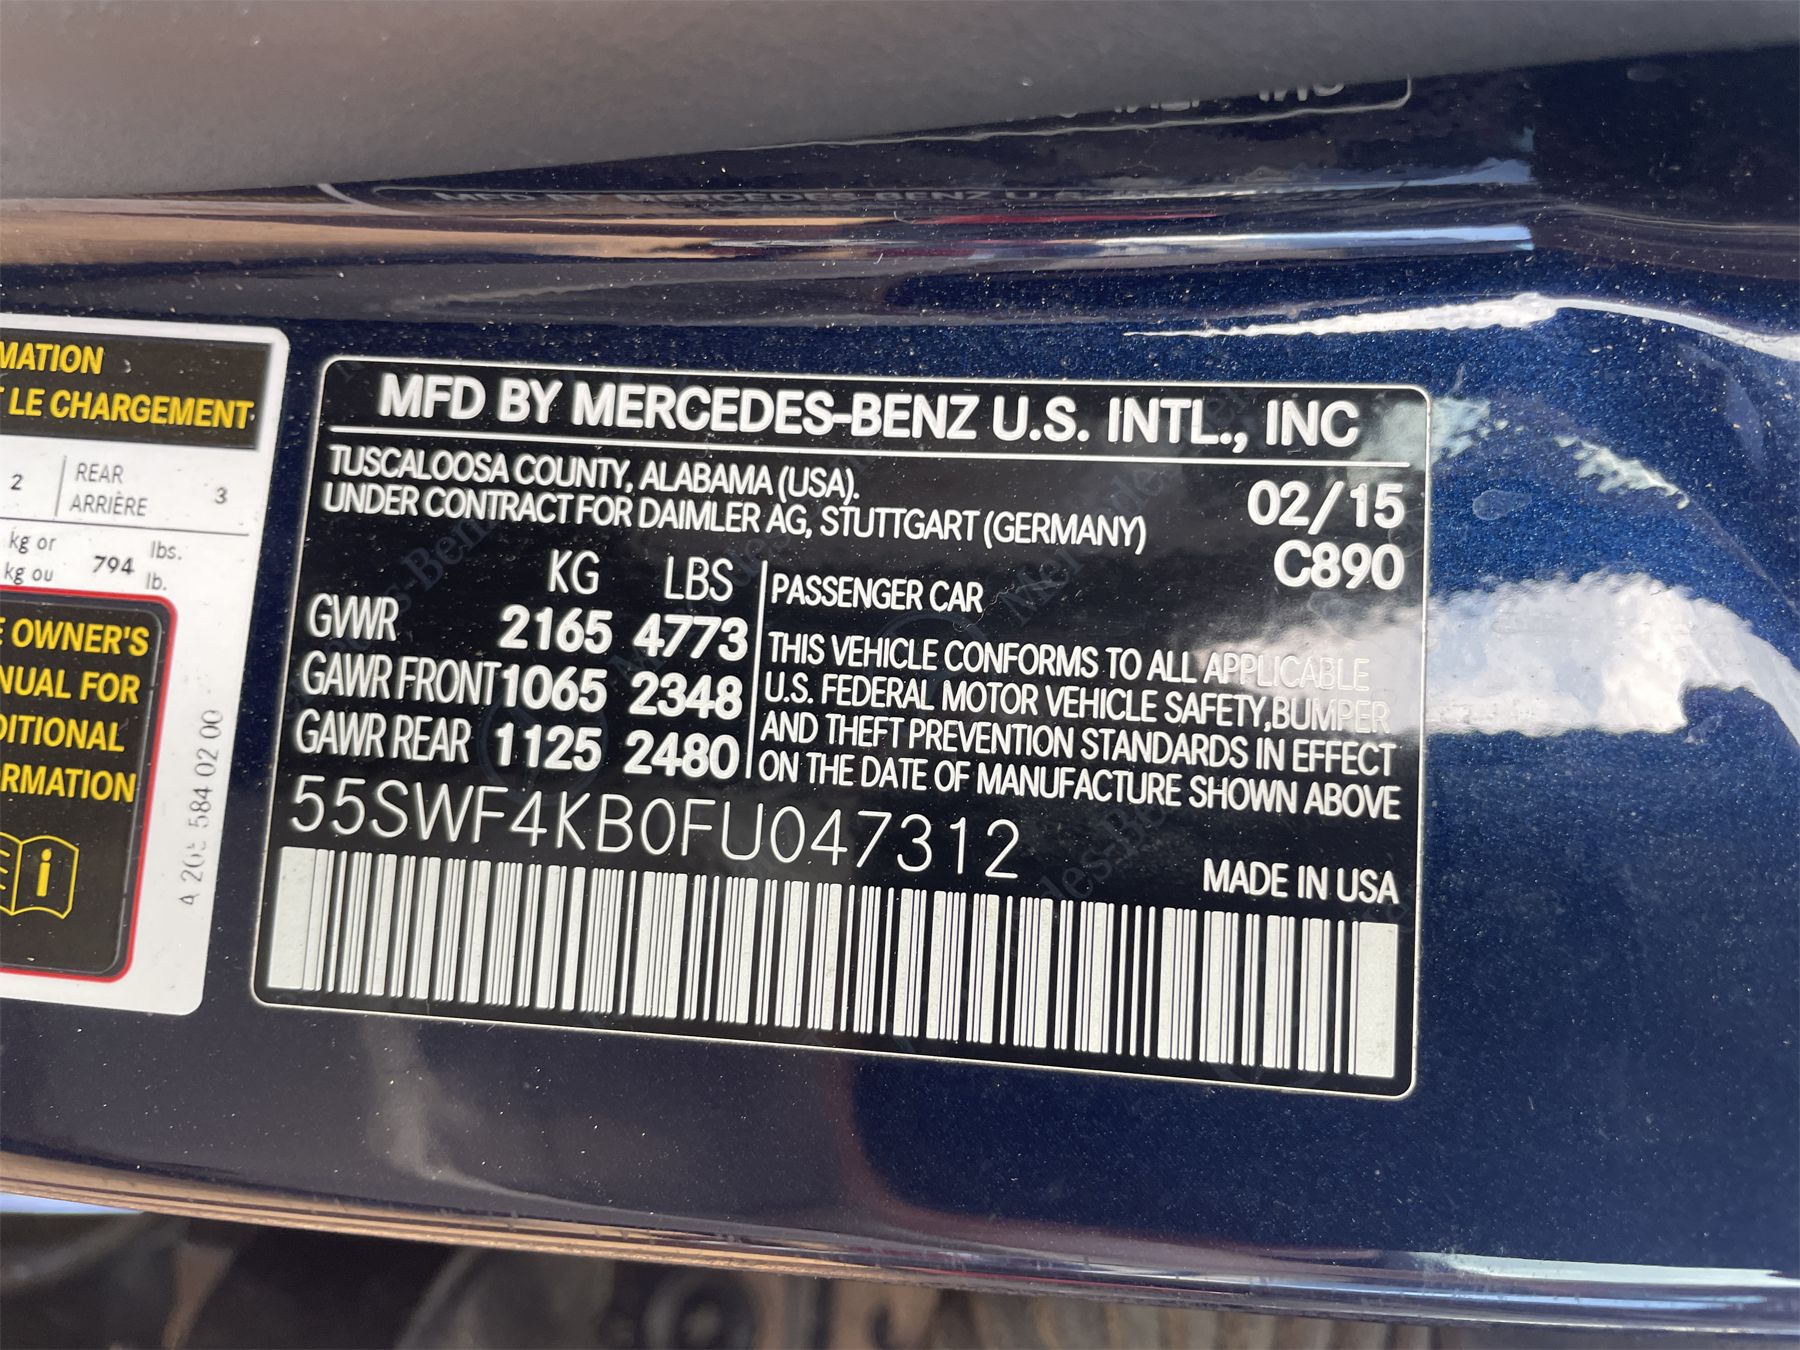 MATION
LE CHARGEMENT
2 REAR 3
ARRIÈRE
kg or 794 lbs.
kg ou lb.
OWNER'S
NUAL FOR
DITIONAL
RMATION
i
A 205 584 02 00
MFD BY MERCEDES-BENZ U.S. INTL., INC
TUSCALOOSA COUNTY, ALABAMA (USA).
UNDER CONTRACT FOR DAIMLER AG, STUTTGART (GERMANY)
02/15
C890
KG LBS
GVWR 2165 4773
GAWR FRONT 1065 2348
GAWR REAR 1125 2480
PASSENGER CAR
THIS VEHICLE CONFORMS TO ALL APPLICABLE
U.S. FEDERAL MOTOR VEHICLE SAFETY,BUMPER
AND THEFT PREVENTION STANDARDS IN EFFECT
ON THE DATE OF MANUFACTURE SHOWN ABOVE
55SWF4KB0FU047312
MADE IN USA